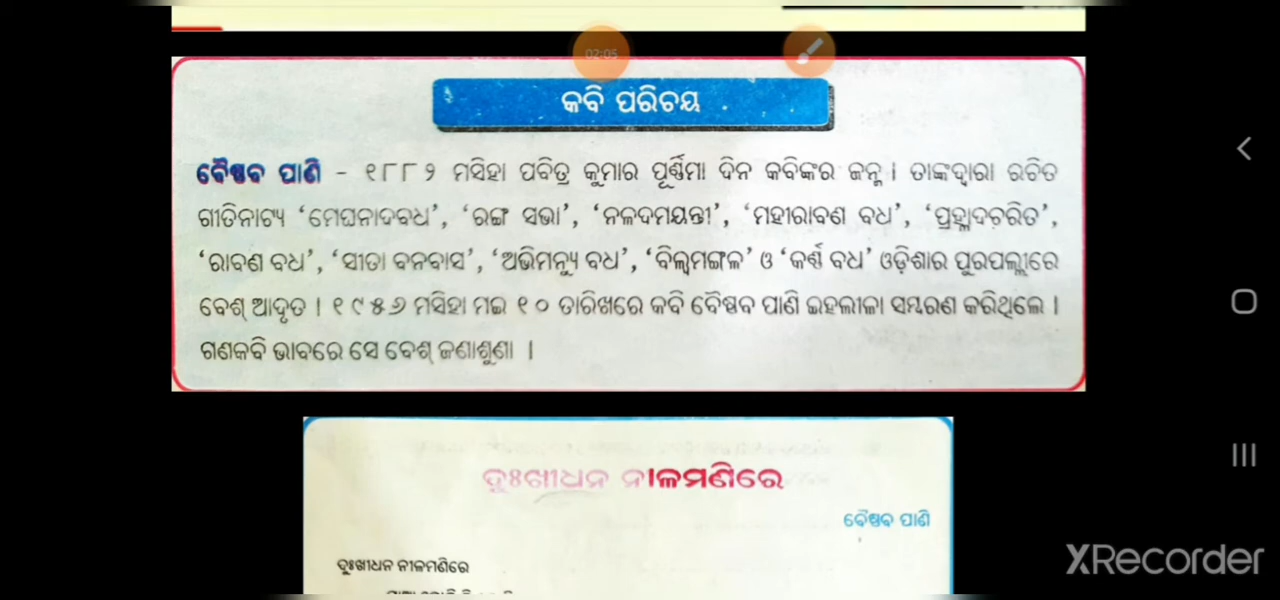 02:05
କବି ପରିଚୟ
ବୈଷ୍ଣବ ପାଣି - ୧୮୮୨ ମସିହା ପବିତ୍ର କୁମାର ପୂର୍ଣ୍ଣିମା ଦିନ କବିଙ୍କର ଜନ୍ମ । ତାଙ୍କଦ୍ୱାରା ରଚିତ
ଗୀତିନାଟ୍ୟ ‘ମେଘନାଦବଧ’, ‘ରଙ୍ଗ ସଭା’, ‘ନଳଦମୟନ୍ତୀ’, ‘ମହୀରାବଣ ବଧ’, ‘ପ୍ରହ୍ଲାଦଚରିତ’,
‘ରାବଣ ବଧ’, ‘ସୀତା ବନବାସ’, ‘ଅଭିମନ୍ୟୁ ବଧ’, ‘ବିଲ୍ୱମଙ୍ଗଳ’ ଓ ‘କର୍ଣ୍ଣ ବଧ’ ଓଡ଼ିଶାର ପୁରପଲ୍ଲୀରେ
ବେଶ୍ ଆଦୃତ । ୧୯୫୬ ମସିହା ମଇ ୧୦ ତାରିଖରେ କବି ବୈଷ୍ଣବ ପାଣି ଇହଲୀଳା ସମ୍ବରଣ କରିଥିଲେ ।
ଗଣକବି ଭାବରେ ସେ ବେଶ୍ ଜଣାଶୁଣା ।
ଦୁଃଖୀଧନ ନୀଳମଣିରେ
ବୈଷ୍ଣବ ପାଣି
ଦୁଃଖୀଧନ ନୀଳମଣିରେ
XRecorder